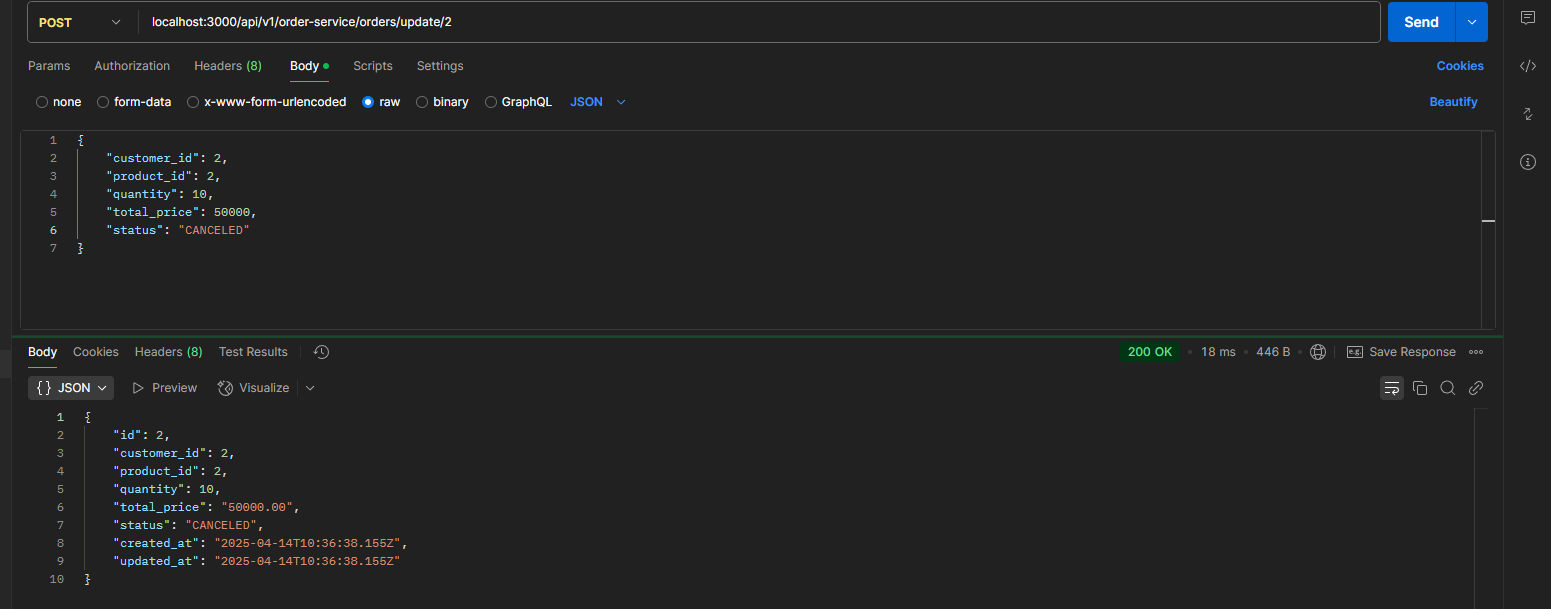 POST localhost:3000/api/v1/order-service/orders/update/2 Send
Params Authorization Headers (8) Body Scripts Settings Cookies
none form-data x-www-form-urlencoded raw binary GraphQL JSON Beautify
1 {
2 "customer_id": 2,
3 "product_id": 2,
4 "quantity": 10,
5 "total_price": 50000,
6 "status": "CANCELED"
7 }
Body Cookies Headers (8) Test Results 200 OK 18 ms 446 B e.g. Save Response
{} JSON Preview Visualize
1 {
2 "id": 2,
3 "customer_id": 2,
4 "product_id": 2,
5 "quantity": 10,
6 "total_price": "50000.00",
7 "status": "CANCELED",
8 "created_at": "2025-04-14T10:36:38.155Z",
9 "updated_at": "2025-04-14T10:36:38.155Z"
10 }